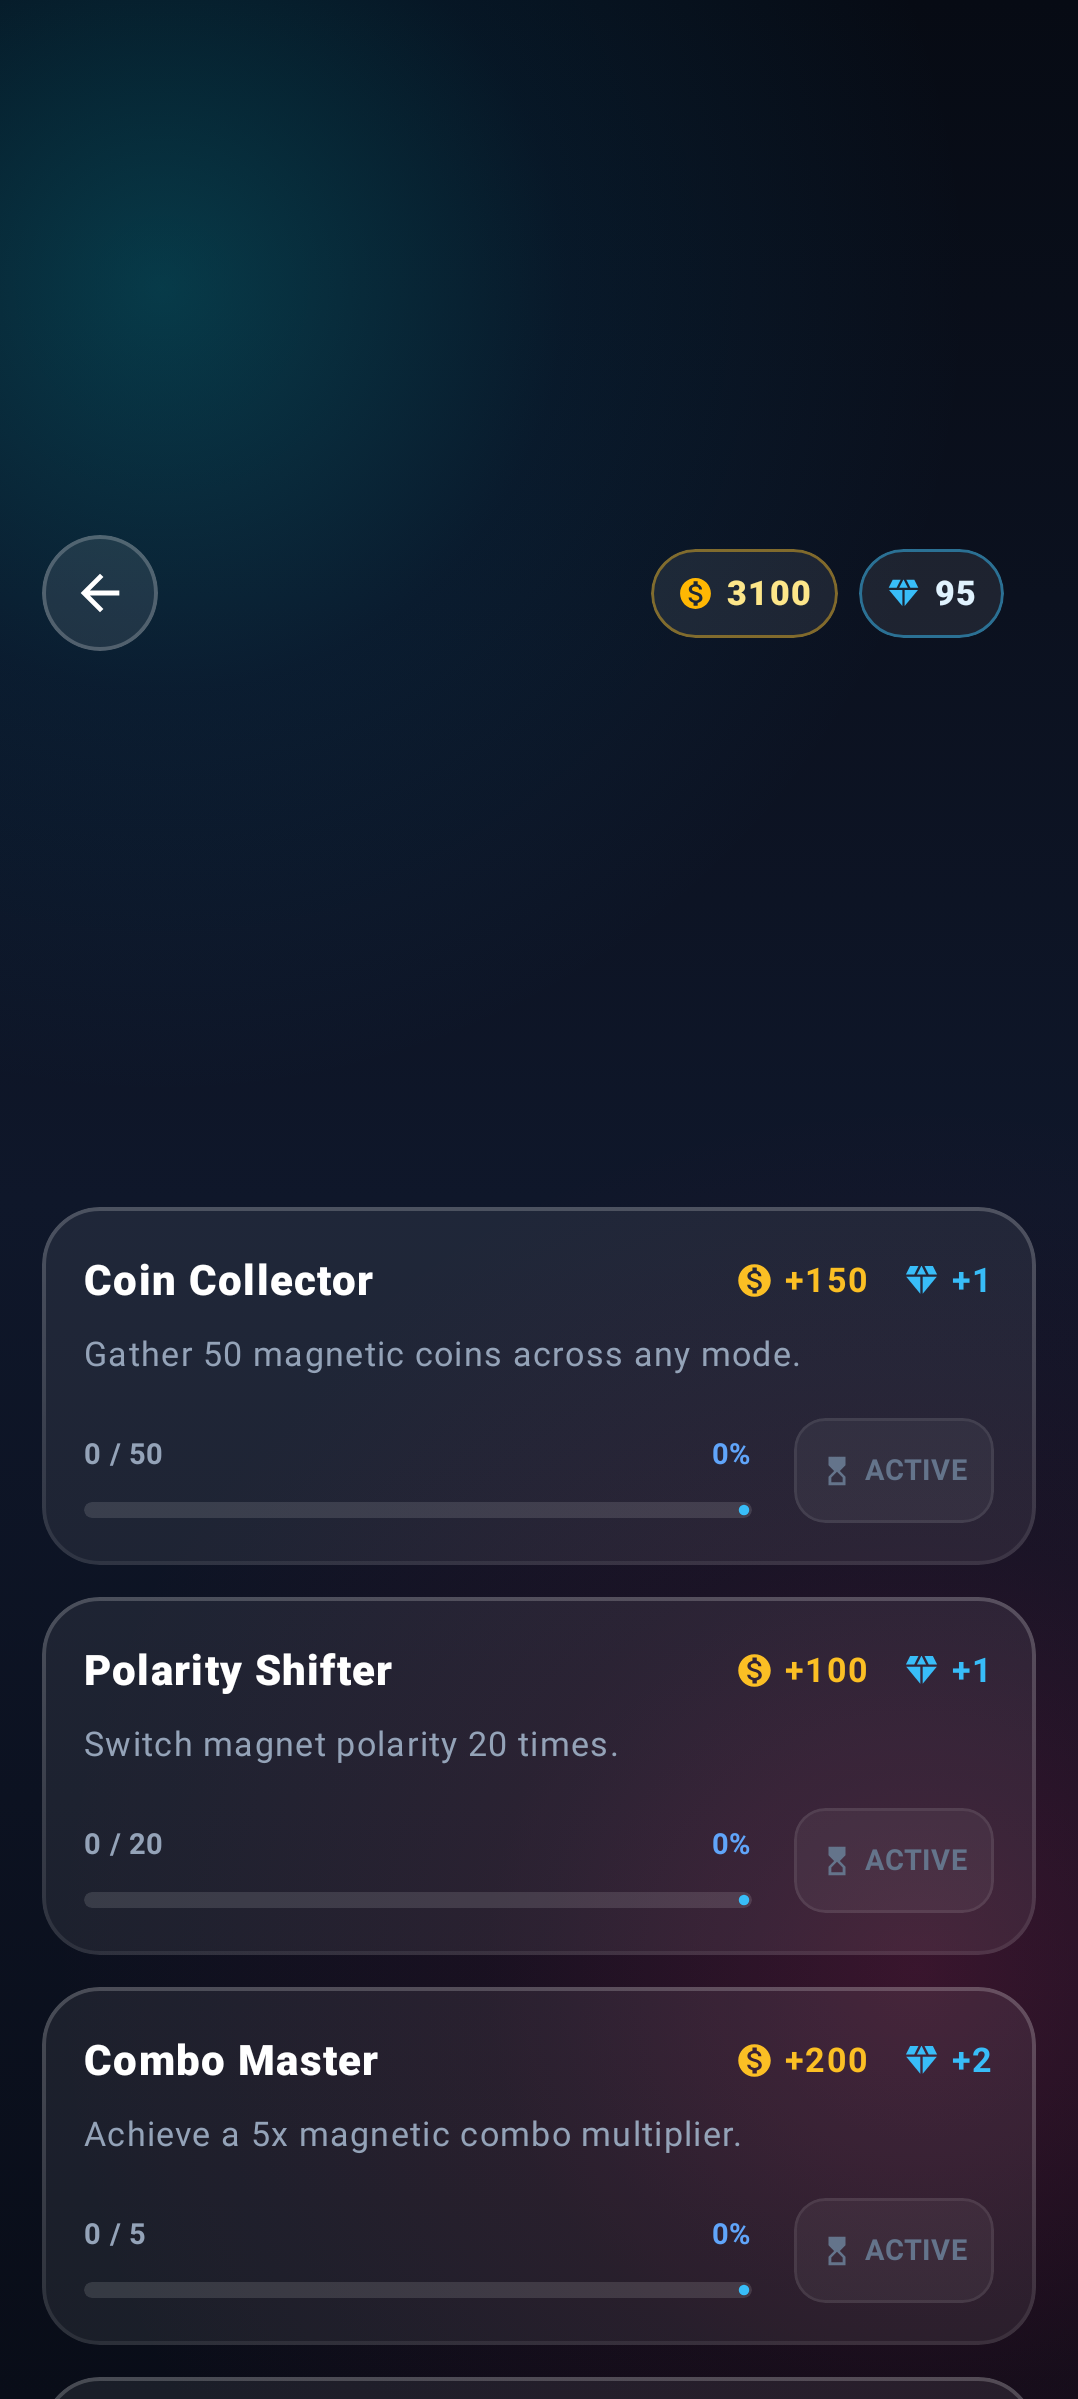 3100 95
Coin Collector +150 +1
Gather 50 magnetic coins across any mode.
0 / 50 0% ACTIVE
Polarity Shifter +100 +1
Switch magnet polarity 20 times.
0 / 20 0% ACTIVE
Combo Master +200 +2
Achieve a 5x magnetic combo multiplier.
0 / 5 0% ACTIVE